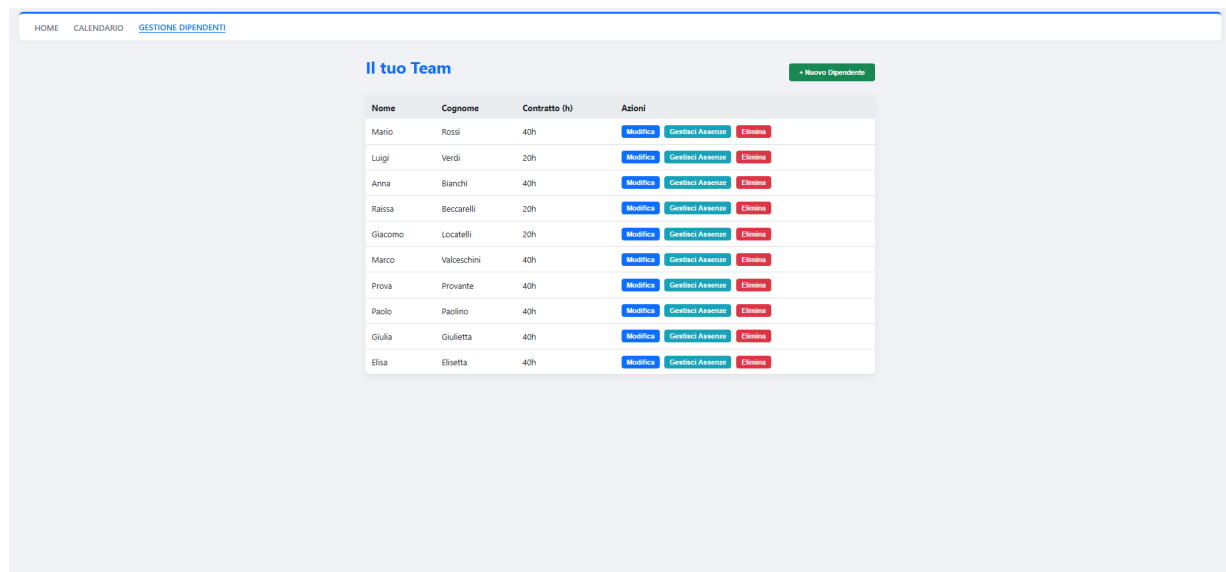 HOME CALENDARIO GESTIONE DIPENDENTI
Il tuo Team
+ Nuovo Dipendente
Nome Cognome Contratto (h) Azioni
Mario Rossi 40h Modifica Gestisci Assenze Elimina
Luigi Verdi 20h Modifica Gestisci Assenze Elimina
Anna Bianchi 40h Modifica Gestisci Assenze Elimina
Raissa Beccarelli 20h Modifica Gestisci Assenze Elimina
Giacomo Locatelli 20h Modifica Gestisci Assenze Elimina
Marco Valceschini 40h Modifica Gestisci Assenze Elimina
Prova Provante 40h Modifica Gestisci Assenze Elimina
Paolo Paolino 40h Modifica Gestisci Assenze Elimina
Giulia Giulietta 40h Modifica Gestisci Assenze Elimina
Elisa Elisetta 40h Modifica Gestisci Assenze Elimina